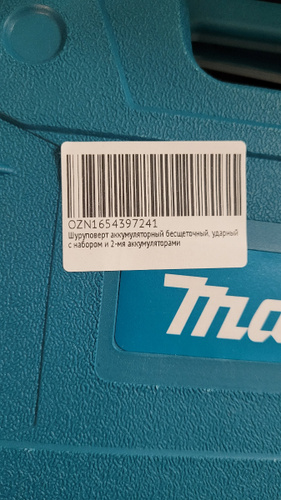 OZN1654397241
Шуруповерт аккумуляторный бесщеточный, ударный
с набором и 2-мя аккумуляторами
ma